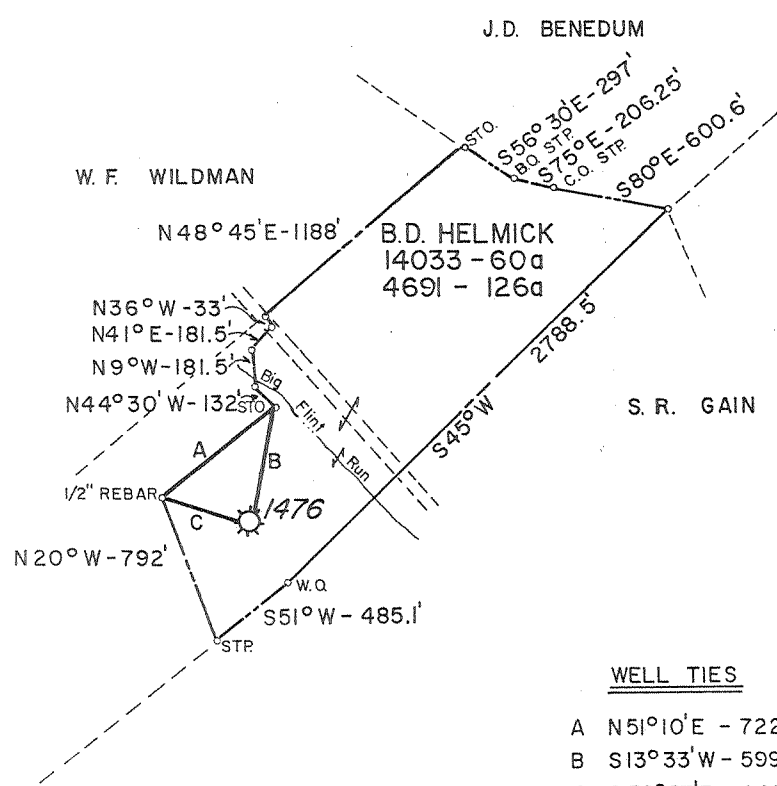 J.D. BENEDUM
STO.
S56° 30'E-297'
B.O. STP.
S75°E-206.25'
C.O. STP.
S80°E-600.6'
W. F. WILDMAN
N48°45'E-1188'
B.D. HELMICK
14033-60a
4691 - 126a
N36°W-33'
N41°E-181.5'
N9°W-181.5'
N44°30'W-132'
STO
Big Flint Run
2788.5'
S45°W
S.R. GAIN
A
B
C
1/2" REBAR
1476
N20°W-792'
W.O.
S51°W-485.1'
STP.
WELL TIES
A N51°10'E - 722
B S13°33'W-599